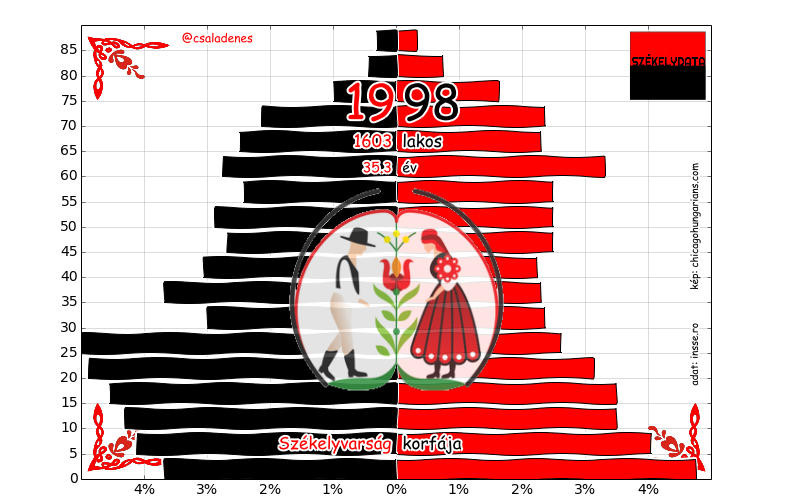 @csaladenes
SZÉKELYDATA
1998
1603 lakos
35.3 év
kép: chicagohungarians.com
adat: insse.ro
Székelyvarság korfája
85
80
75
70
65
60
55
50
45
40
35
30
25
20
15
10
5
0
4% 3% 2% 1% 0% 1% 2% 3% 4%